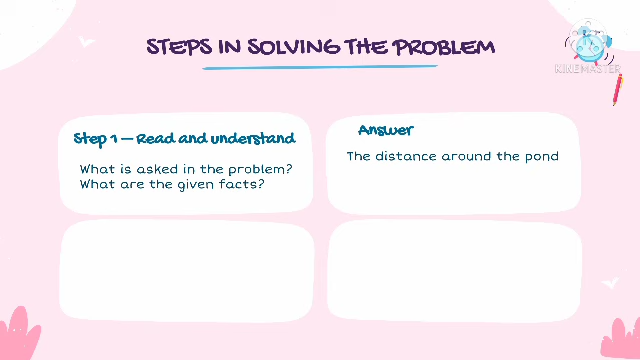 STEPS IN SOLVING THE PROBLEM
KINEMASTER
Step 1 – Read and understand
What is asked in the problem?
What are the given facts?
Answer
The distance around the pond